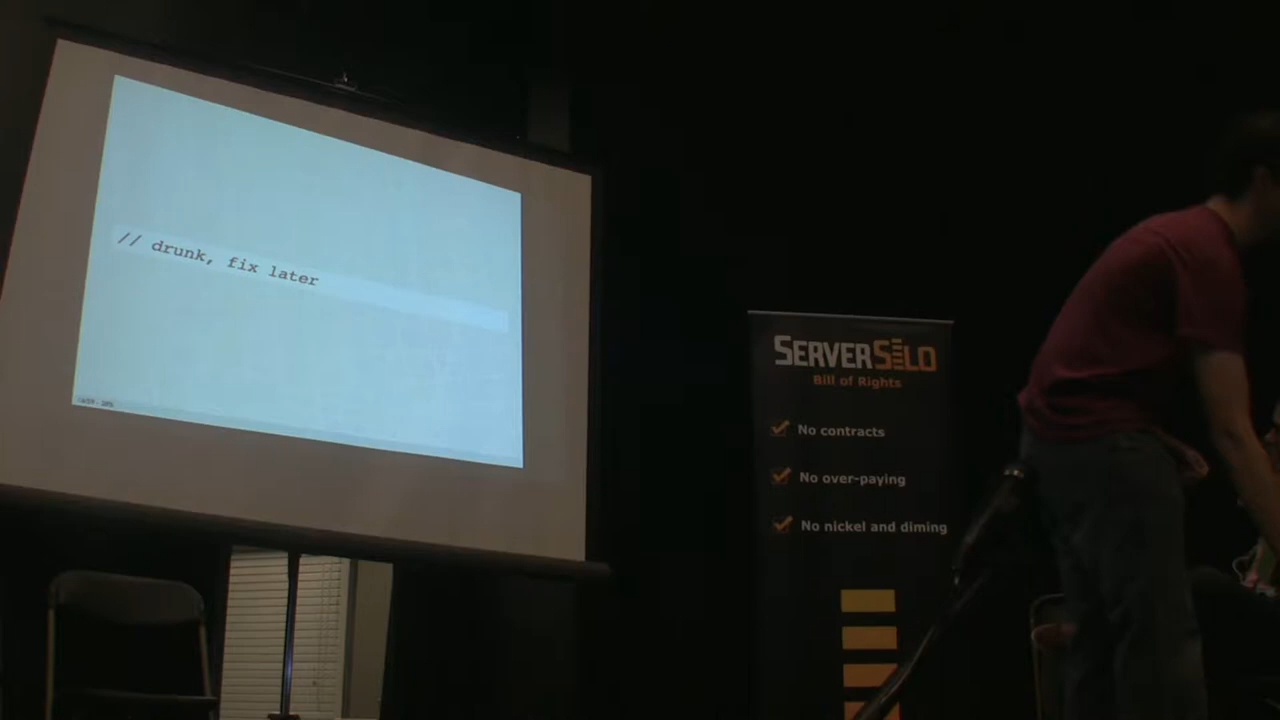 // drunk, fix later
SERVERSILO
Bill of Rights
No contracts
No over-paying
No nickel and diming